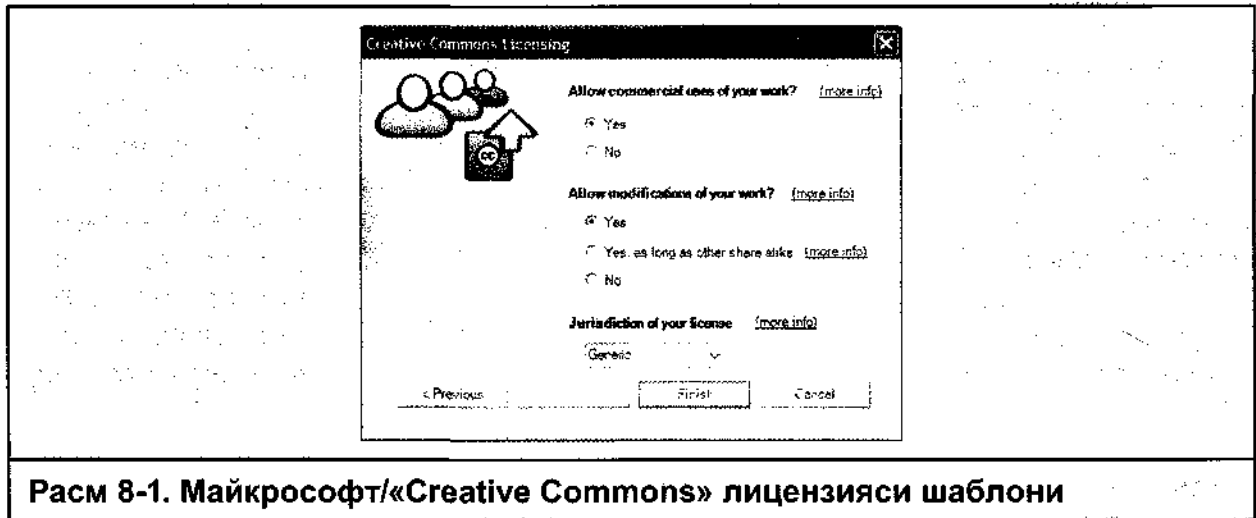 Creative Commons Licensing
Allow commercial uses of your work? (more info)
Yes
No
Allow modifications of your work? (more info)
Yes
Yes, as long as other share alike (more info)
No
Jurisdiction of your license (more info)
Generic
< Previous Finish Cancel
cc
Расм 8-1. Майкрософт/«Creative Commons» лицензияси шаблони